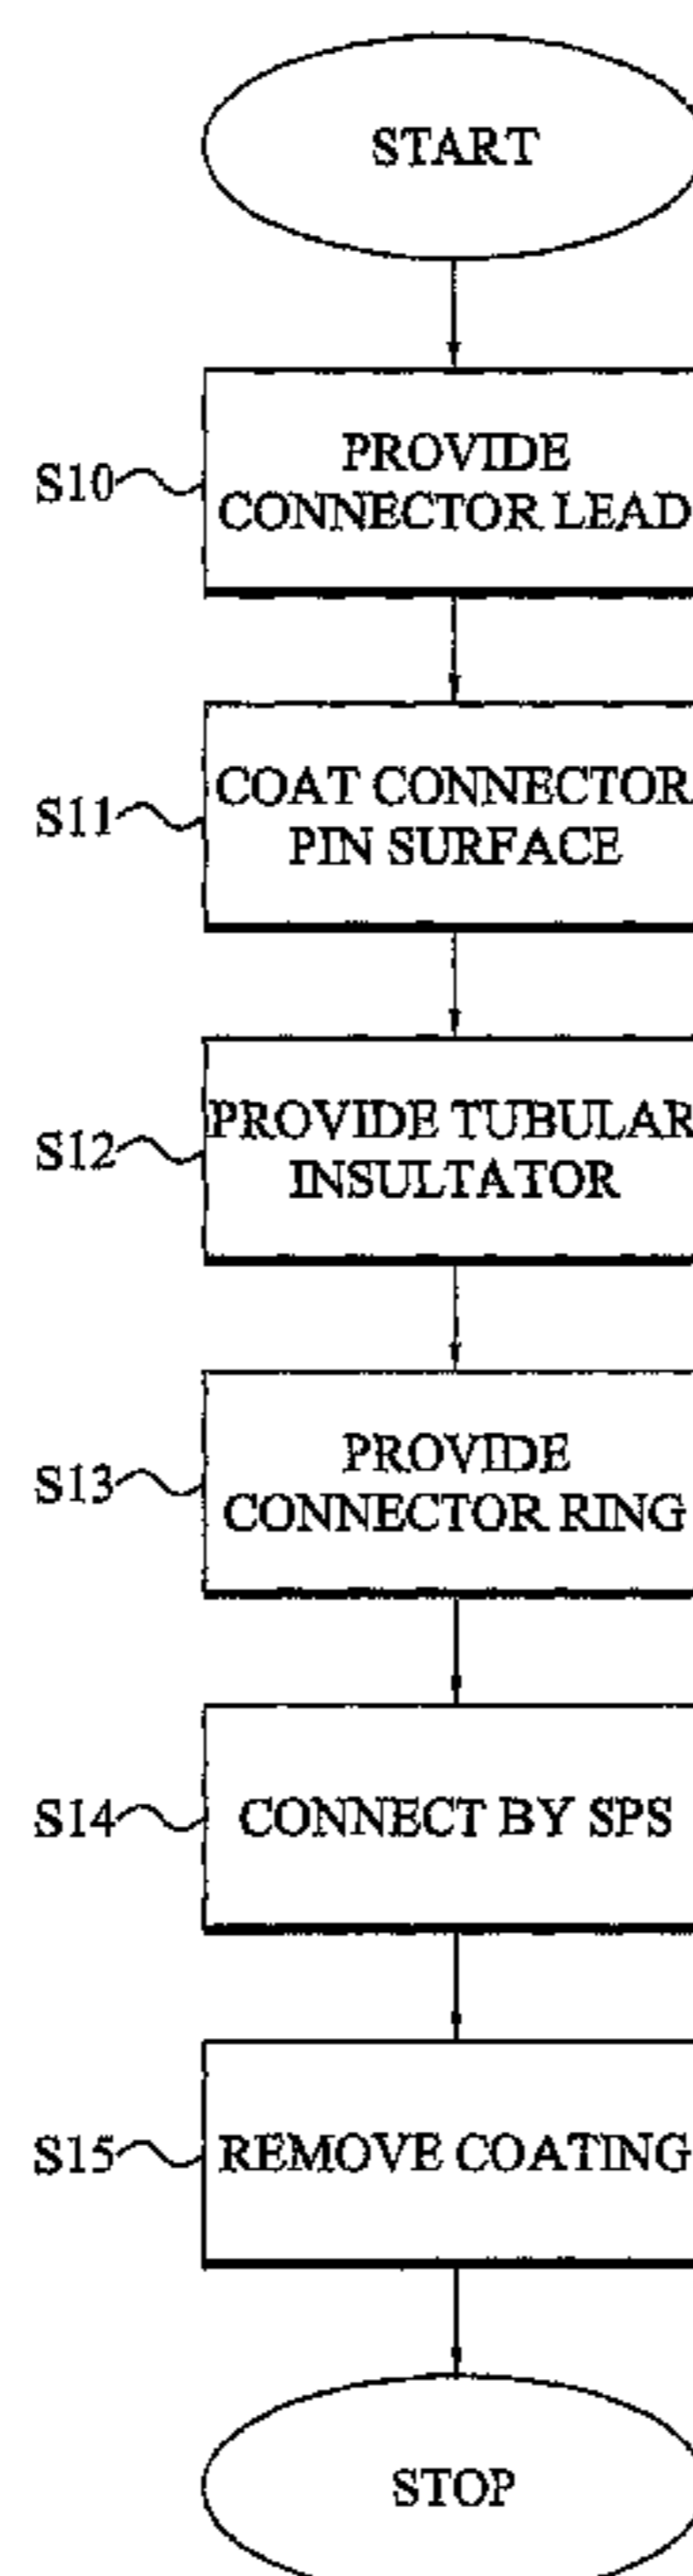 START
S10
PROVIDE
CONNECTOR LEAD
S11
COAT CONNECTOR
PIN SURFACE
S12
PROVIDE TUBULAR
INSULTATOR
S13
PROVIDE
CONNECTOR RING
S14
CONNECT BY SPS
S15
REMOVE COATING
STOP